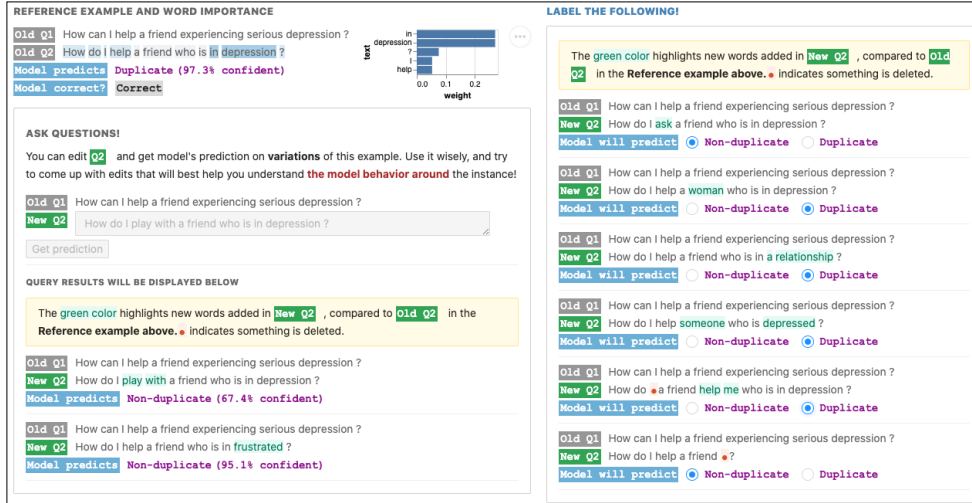 REFERENCE EXAMPLE AND WORD IMPORTANCE
Old Q1 How can I help a friend experiencing serious depression ?
Old Q2 How do I help a friend who is in depression ?
Model predicts Duplicate (97.3% confident)
Model correct? Correct
text
in
depression
?
I
help
0.0 0.1 0.2
weight
ASK QUESTIONS!
You can edit Q2 and get model's prediction on variations of this example. Use it wisely, and try
to come up with edits that will best help you understand the model behavior around the instance!
Old Q1 How can I help a friend experiencing serious depression ?
New Q2 How do I play with a friend who is in depression ?
Get prediction
QUERY RESULTS WILL BE DISPLAYED BELOW
The green color highlights new words added in New Q2 , compared to Old Q2 in the
Reference example above. indicates something is deleted.
Old Q1 How can I help a friend experiencing serious depression ?
New Q2 How do I play with a friend who is in depression ?
Model predicts Non-duplicate (67.4% confident)
Old Q1 How can I help a friend experiencing serious depression ?
New Q2 How do I help a friend who is in frustrated ?
Model predicts Non-duplicate (95.1% confident)
LABEL THE FOLLOWING!
The green color highlights new words added in New Q2 , compared to Old
Q2 in the Reference example above. indicates something is deleted.
Old Q1 How can I help a friend experiencing serious depression ?
New Q2 How do I ask a friend who is in depression ?
Model will predict Non-duplicate Duplicate
Old Q1 How can I help a friend experiencing serious depression ?
New Q2 How do I help a woman who is in depression ?
Model will predict Non-duplicate Duplicate
Old Q1 How can I help a friend experiencing serious depression ?
New Q2 How do I help a friend who is in a relationship ?
Model will predict Non-duplicate Duplicate
Old Q1 How can I help a friend experiencing serious depression ?
New Q2 How do I help someone who is depressed ?
Model will predict Non-duplicate Duplicate
Old Q1 How can I help a friend experiencing serious depression ?
New Q2 How do a friend help me who is in depression ?
Model will predict Non-duplicate Duplicate
Old Q1 How can I help a friend experiencing serious depression ?
New Q2 How do I help a friend ?
Model will predict Non-duplicate Duplicate